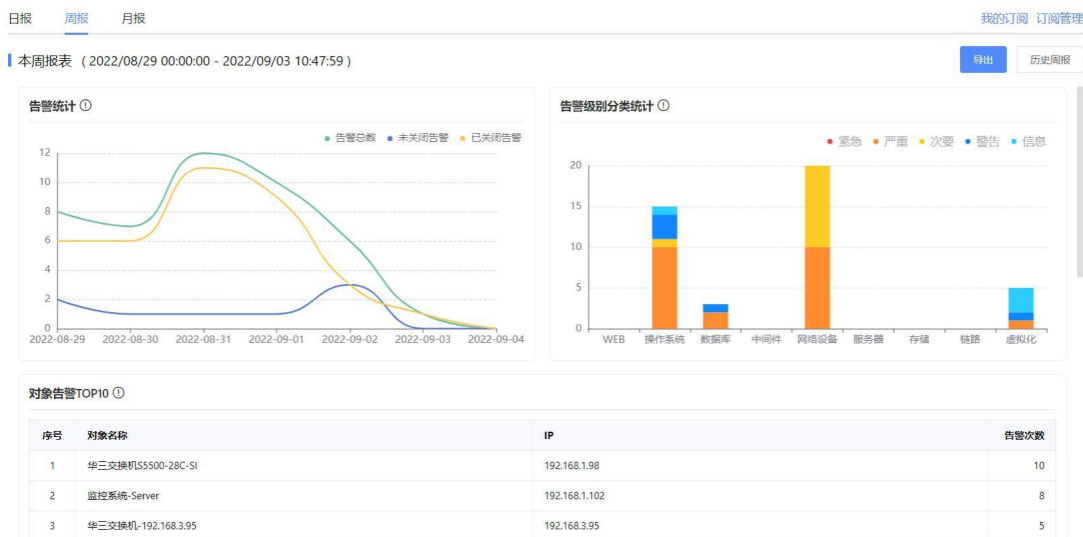 日报 周报 月报 我的订阅 订阅管理
本周报表 ( 2022/08/29 00:00:00 - 2022/09/03 10:47:59 ) 导出 历史周报
告警统计
告警总数 未关闭告警 已关闭告警
12
10
8
6
4
2
0
2022-08-29 2022-08-30 2022-08-31 2022-09-01 2022-09-02 2022-09-03 2022-09-04
告警级别分类统计
紧急 严重 次要 警告 信息
20
15
10
5
0
WEB 操作系统 数据库 中间件 网络设备 服务器 存储 链路 虚拟化
对象告警TOP10
序号 对象名称 IP 告警次数
1 华三交换机S5500-28C-SI 192.168.1.98 10
2 监控系统-Server 192.168.1.102 8
3 华三交换机-192.168.3.95 192.168.3.95 5